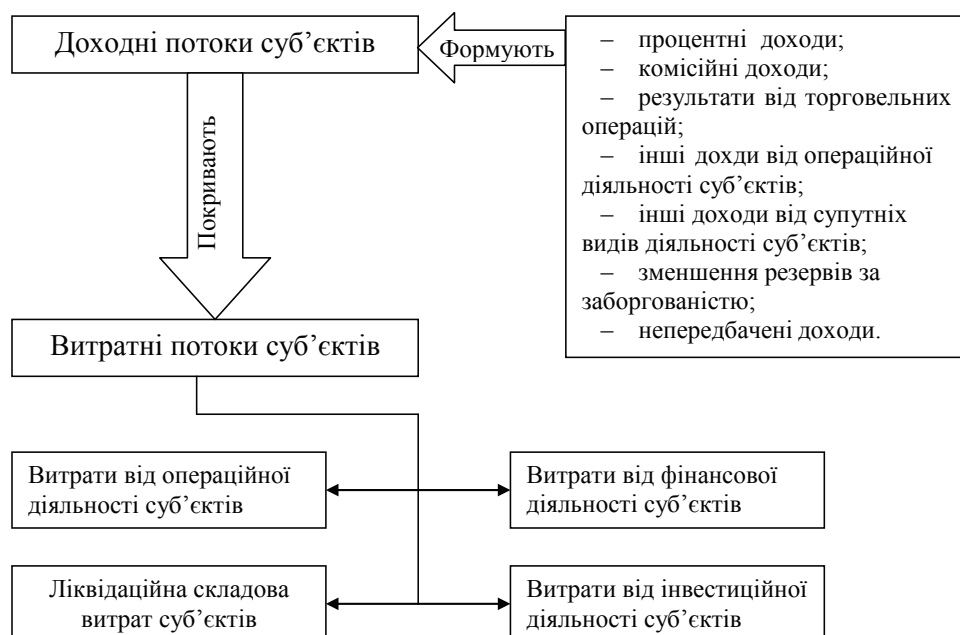 Доходні потоки суб’єктів
Формують
– процентні доходи;
– комісійні доходи;
– результати від торговельних
операцій;
– інші дохди від операційної
діяльності суб’єктів;
– інші доходи від супутніх
видів діяльності суб’єктів;
– зменшення резервів за
заборгованістю;
– непередбачені доходи.
Покривають
Витратні потоки суб’єктів
Витрати від операційної
діяльності суб’єктів
Витрати від фінансової
діяльності суб’єктів
Ліквідаційна складова
витрат суб’єктів
Витрати від інвестиційної
діяльності суб’єктів